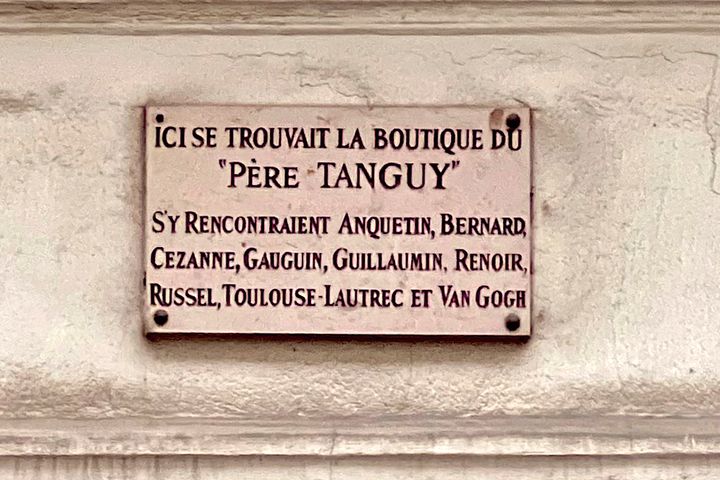 ICI SE TROUVAIT LA BOUTIQUE DU
"PÈRE TANGUY"
S'Y RENCONTRAIENT ANQUETIN, BERNARD,
CEZANNE, GAUGUIN, GUILLAUMIN, RENOIR,
RUSSEL, TOULOUSE-LAUTREC ET VAN GOGH